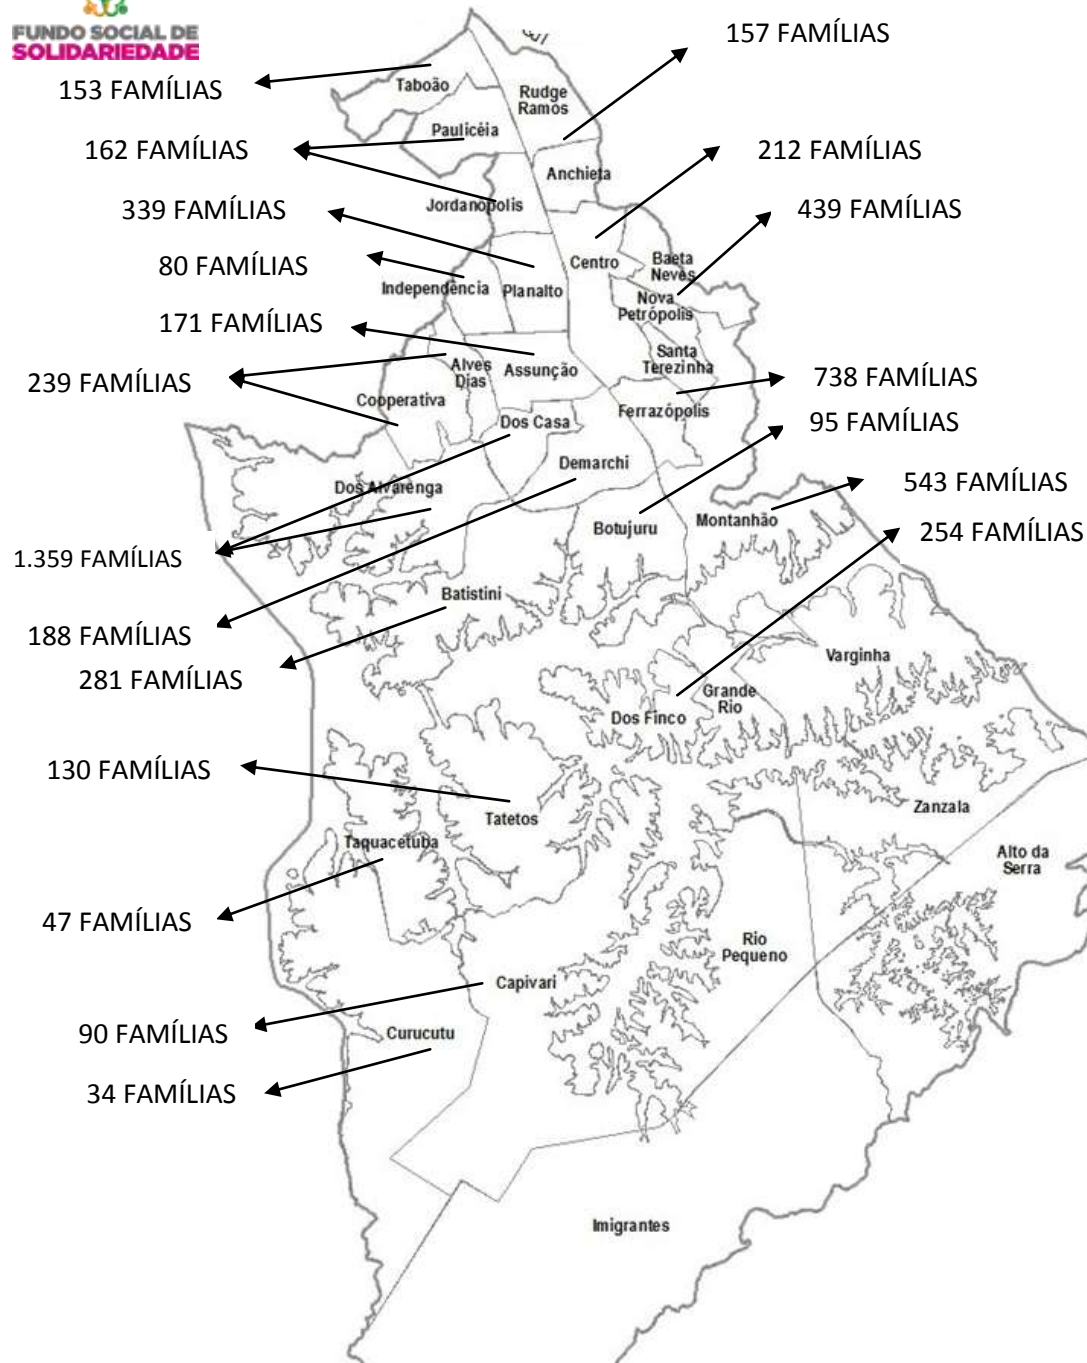 FUNDO SOCIAL DE
SOLIDARIEDADE
157 FAMÍLIAS
153 FAMÍLIAS
Taboão
Rudge
Ramos
Paulicéia
162 FAMÍLIAS
212 FAMÍLIAS
Anchieta
Jordanópolis
339 FAMÍLIAS
439 FAMÍLIAS
Centro
Baeta
Neves
80 FAMÍLIAS
Independência
Planalto
Nova
Petrópolis
171 FAMÍLIAS
Santa
Terezinha
Alves
Dias
Assunção
239 FAMÍLIAS
738 FAMÍLIAS
Cooperativa
Ferrazópolis
Dos Casa
95 FAMÍLIAS
Demarchi
Dos Alvarenga
543 FAMÍLIAS
Botujuru
Montanhão
254 FAMÍLIAS
1.359 FAMÍLIAS
Batistini
188 FAMÍLIAS
Varginha
281 FAMÍLIAS
Grande
Rio
Dos Finco
130 FAMÍLIAS
Zanzala
Tatetos
Taquacetuba
Alto da
Serra
47 FAMÍLIAS
Rio
Pequeno
Capivari
90 FAMÍLIAS
Curucutu
34 FAMÍLIAS
Imigrantes